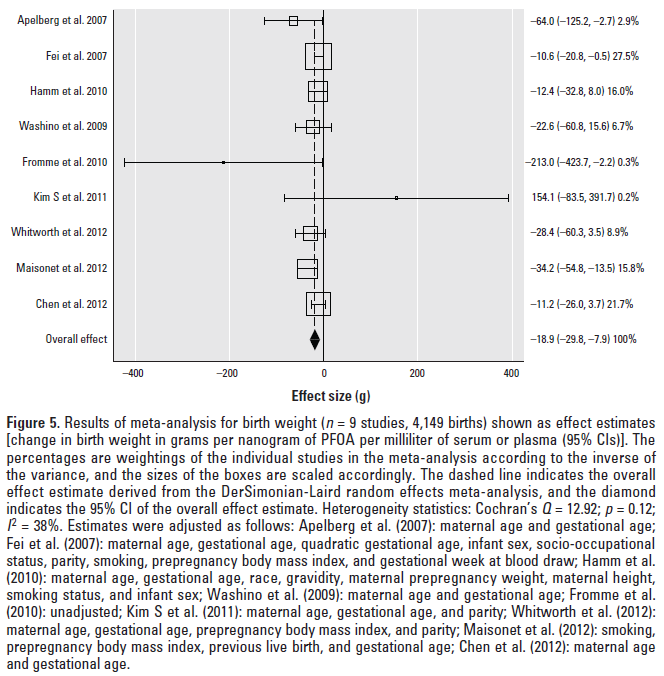 Apelberg et al. 2007 −64.0 (−125.2, −2.7) 2.9%
Fei et al. 2007 −10.6 (−20.8, −0.5) 27.5%
Hamm et al. 2010 −12.4 (−32.8, 8.0) 16.0%
Washino et al. 2009 −22.6 (−60.8, 15.6) 6.7%
Fromme et al. 2010 −213.0 (−423.7, −2.2) 0.3%
Kim S et al. 2011 154.1 (−83.5, 391.7) 0.2%
Whitworth et al. 2012 −28.4 (−60.3, 3.5) 8.9%
Maisonet et al. 2012 −34.2 (−54.8, −13.5) 15.8%
Chen et al. 2012 −11.2 (−26.0, 3.7) 21.7%
Overall effect −18.9 (−29.8, −7.9) 100%
−400 −200 0 200 400
Effect size (g)
Figure 5. Results of meta-analysis for birth weight (n = 9 studies, 4,149 births) shown as effect estimates
[change in birth weight in grams per nanogram of PFOA per milliliter of serum or plasma (95% CIs)]. The
percentages are weightings of the individual studies in the meta-analysis according to the inverse of
the variance, and the sizes of the boxes are scaled accordingly. The dashed line indicates the overall
effect estimate derived from the DerSimonian-Laird random effects meta-analysis, and the diamond
indicates the 95% CI of the overall effect estimate. Heterogeneity statistics: Cochran’s Q = 12.92; p = 0.12;
I² = 38%. Estimates were adjusted as follows: Apelberg et al. (2007): maternal age and gestational age;
Fei et al. (2007): maternal age, gestational age, quadratic gestational age, infant sex, socio-occupational
status, parity, smoking, prepregnancy body mass index, and gestational week at blood draw; Hamm et al.
(2010): maternal age, gestational age, race, gravidity, maternal prepregnancy weight, maternal height,
smoking status, and infant sex; Washino et al. (2009): maternal age and gestational age; Fromme et al.
(2010): unadjusted; Kim S et al. (2011): maternal age, gestational age, and parity; Whitworth et al. (2012):
maternal age, gestational age, prepregnancy body mass index, and parity; Maisonet et al. (2012): smoking,
prepregnancy body mass index, previous live birth, and gestational age; Chen et al. (2012): maternal age
and gestational age.